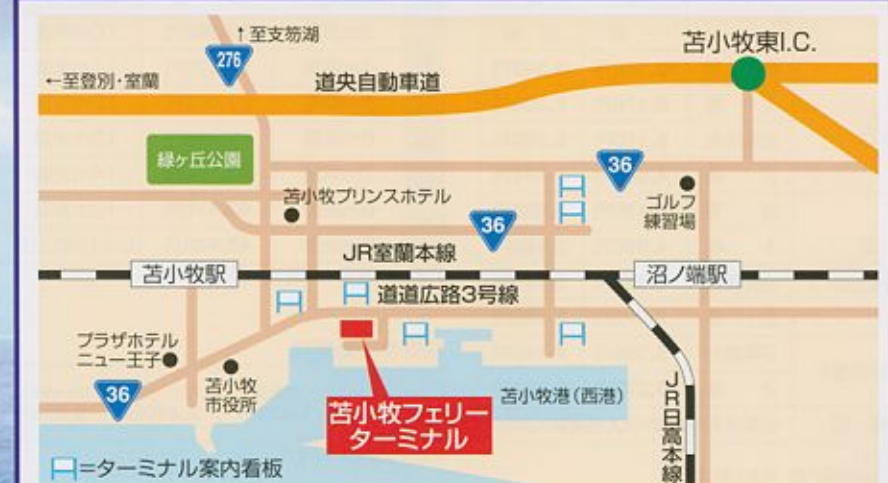 ↑至支笏湖
276
苫小牧東I.C.
←至登別・室蘭
道央自動車道
緑ヶ丘公園
36
苫小牧プリンスホテル
ゴルフ
練習場
36
JR室蘭本線
苫小牧駅
沼ノ端駅
道道広路3号線
プラザホテル
ニュー王子
36
苫小牧
市役所
苫小牧フェリー
ターミナル
苫小牧港(西港)
JR日高本線
=ターミナル案内看板